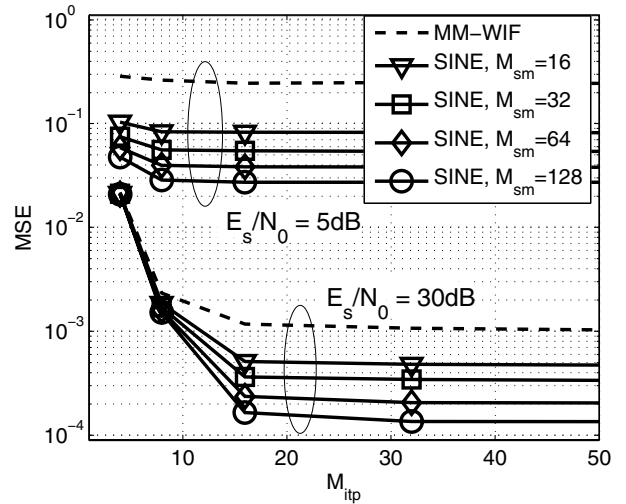 10^0
10^-1
10^-2
10^-3
10^-4
MSE
MM-WIF
SINE, M_sm=16
SINE, M_sm=32
SINE, M_sm=64
SINE, M_sm=128
E_s/N_0 = 5dB
E_s/N_0 = 30dB
10 20 30 40 50
M_itp